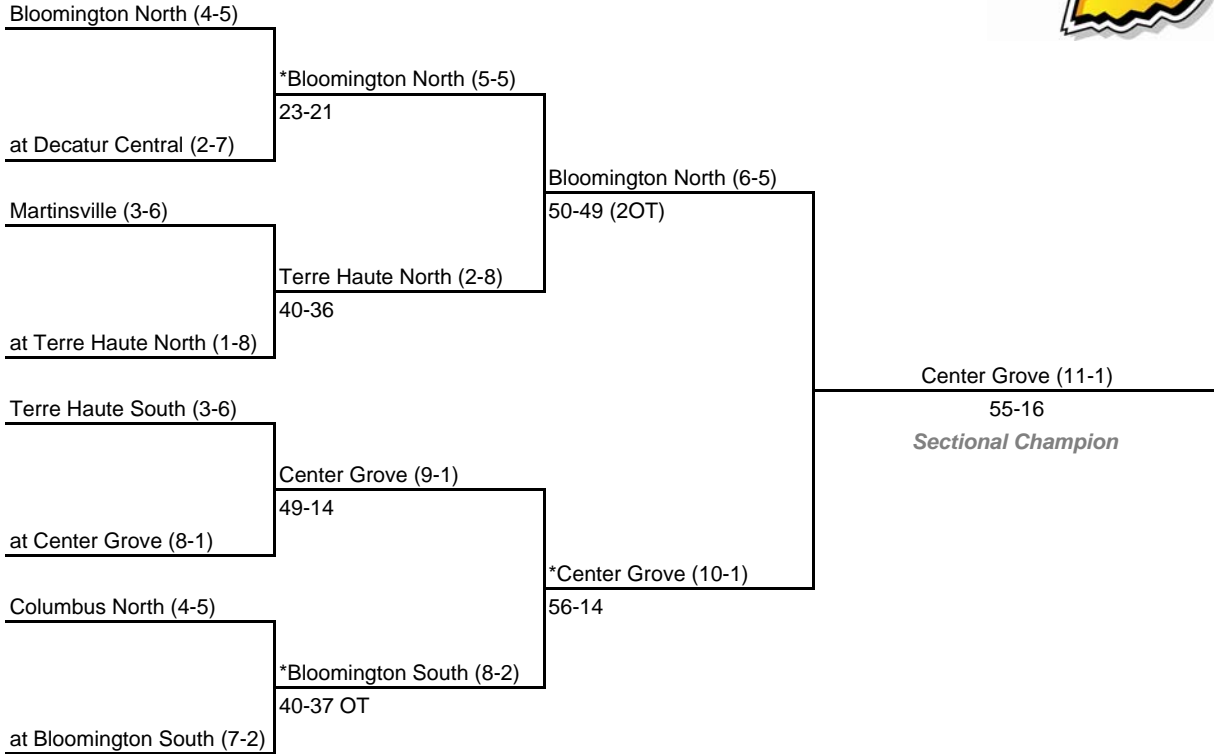 Bloomington North (4-5)
*Bloomington North (5-5)
23-21
at Decatur Central (2-7)
Bloomington North (6-5)
50-49 (2OT)
Martinsville (3-6)
Terre Haute North (2-8)
40-36
at Terre Haute North (1-8)
Center Grove (11-1)
55-16
Sectional Champion
Terre Haute South (3-6)
Center Grove (9-1)
49-14
at Center Grove (8-1)
*Center Grove (10-1)
56-14
Columbus North (4-5)
*Bloomington South (8-2)
40-37 OT
at Bloomington South (7-2)